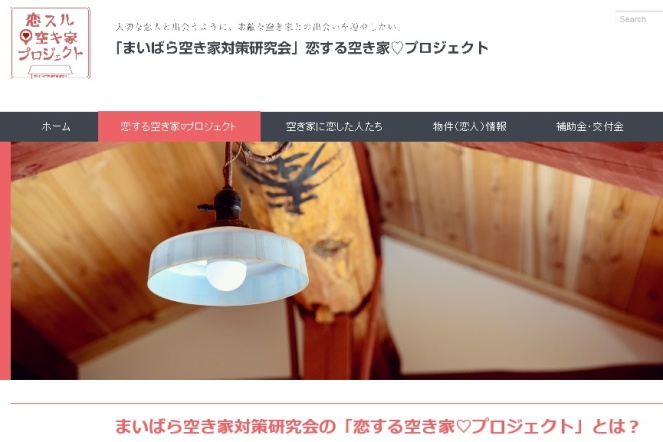 恋スル
空き家
プロジェクト
大切な恋人と出会うように、素敵な空き家との出会いを増やしたい。
「まいばら空き家対策研究会」恋する空き家♡プロジェクト
Search
ホーム
恋する空き家♡プロジェクト
空き家に恋した人たち
物件（恋人）情報
補助金・交付金
まいばら空き家対策研究会の「恋する空き家♡プロジェクト」とは？